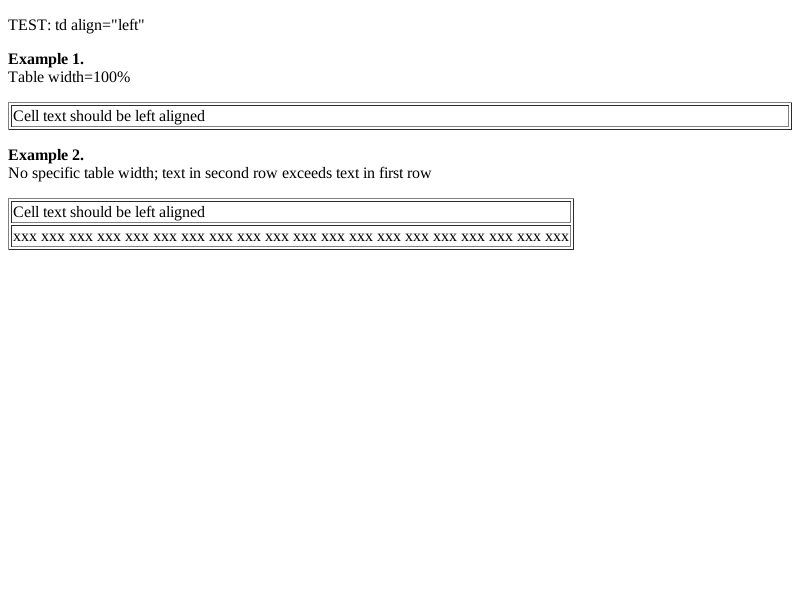 TEST: td align="left"
Example 1.
Table width=100%
Cell text should be left aligned
Example 2.
No specific table width; text in second row exceeds text in first row
Cell text should be left aligned
xxx xxx xxx xxx xxx xxx xxx xxx xxx xxx xxx xxx xxx xxx xxx xxx xxx xxx xxx xxx